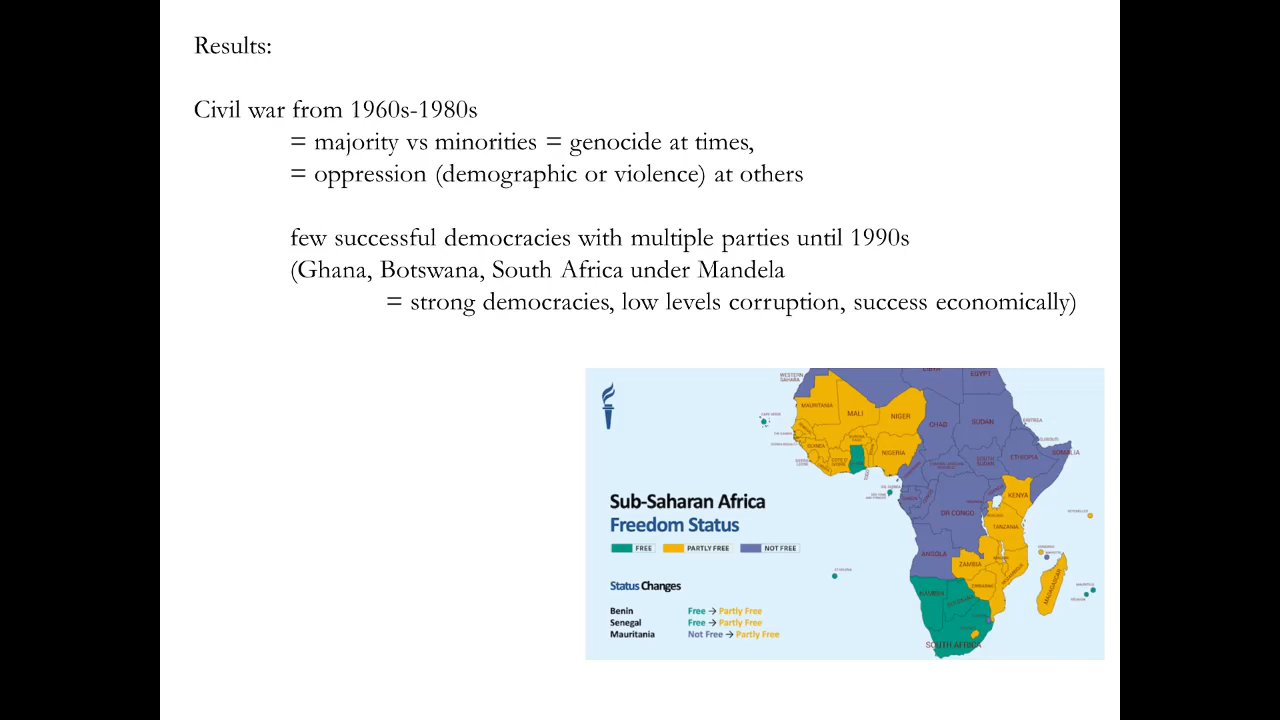 Results:
Civil war from 1960s-1980s
= majority vs minorities = genocide at times,
= oppression (demographic or violence) at others
few successful democracies with multiple parties until 1990s
(Ghana, Botswana, South Africa under Mandela
= strong democracies, low levels corruption, success economically)
WESTERN SAHARA
LIBYA
EGYPT
MAURITANIA
MALI
NIGER
CHAD
SUDAN
ERITREA
DJIBOUTI
GUINEA
NIGERIA
SOUTH SUDAN
ETHIOPIA
SOMALIA
Sub-Saharan Africa
Freedom Status
FREE
PARTLY FREE
NOT FREE
DR CONGO
KENYA
TANZANIA
ANGOLA
ZAMBIA
MADAGASCAR
NAMIBIA
SOUTH AFRICA
Status Changes
Benin Free → Partly Free
Senegal Free → Partly Free
Mauritania Not Free → Partly Free